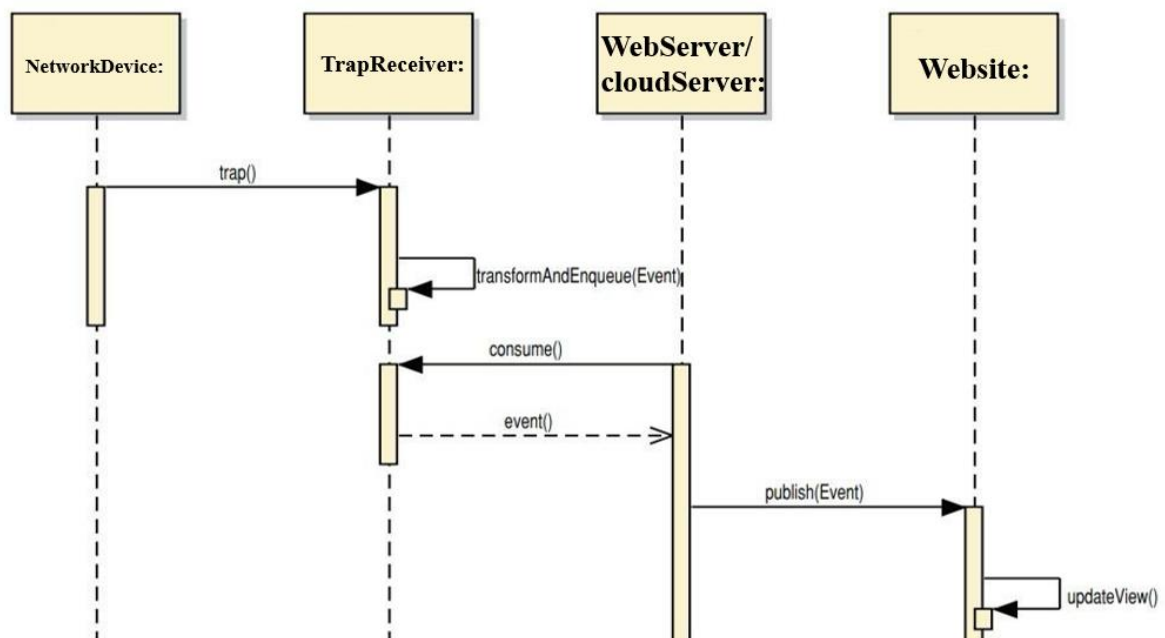 NetworkDevice:
TrapReceiver:
WebServer/
cloudServer:
Website:
trap()
transformAndEnqueue(Event)
consume()
event()
publish(Event)
updateView()